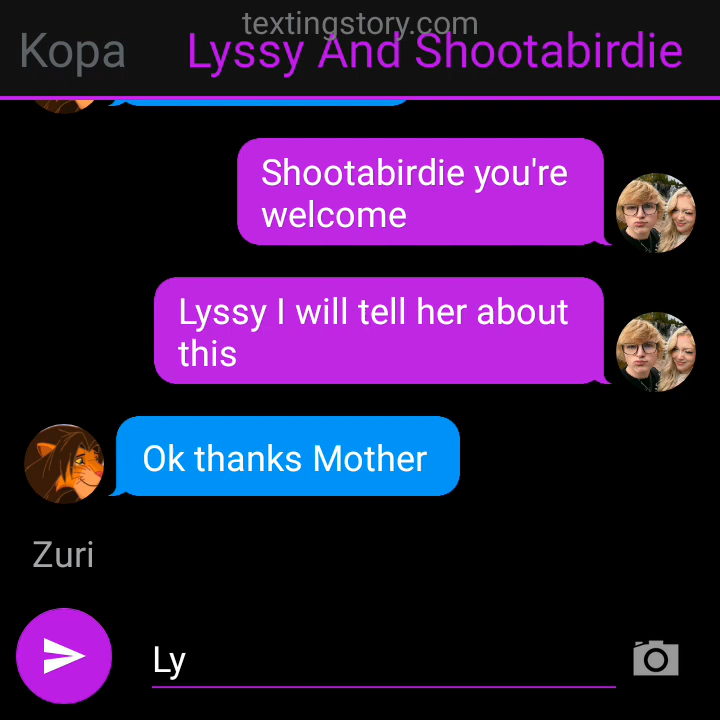 textingstory.com
Kopa Lyssy And Shootabirdie
Shootabirdie you're
welcome
Lyssy I will tell her about
this
Ok thanks Mother
Zuri
Ly